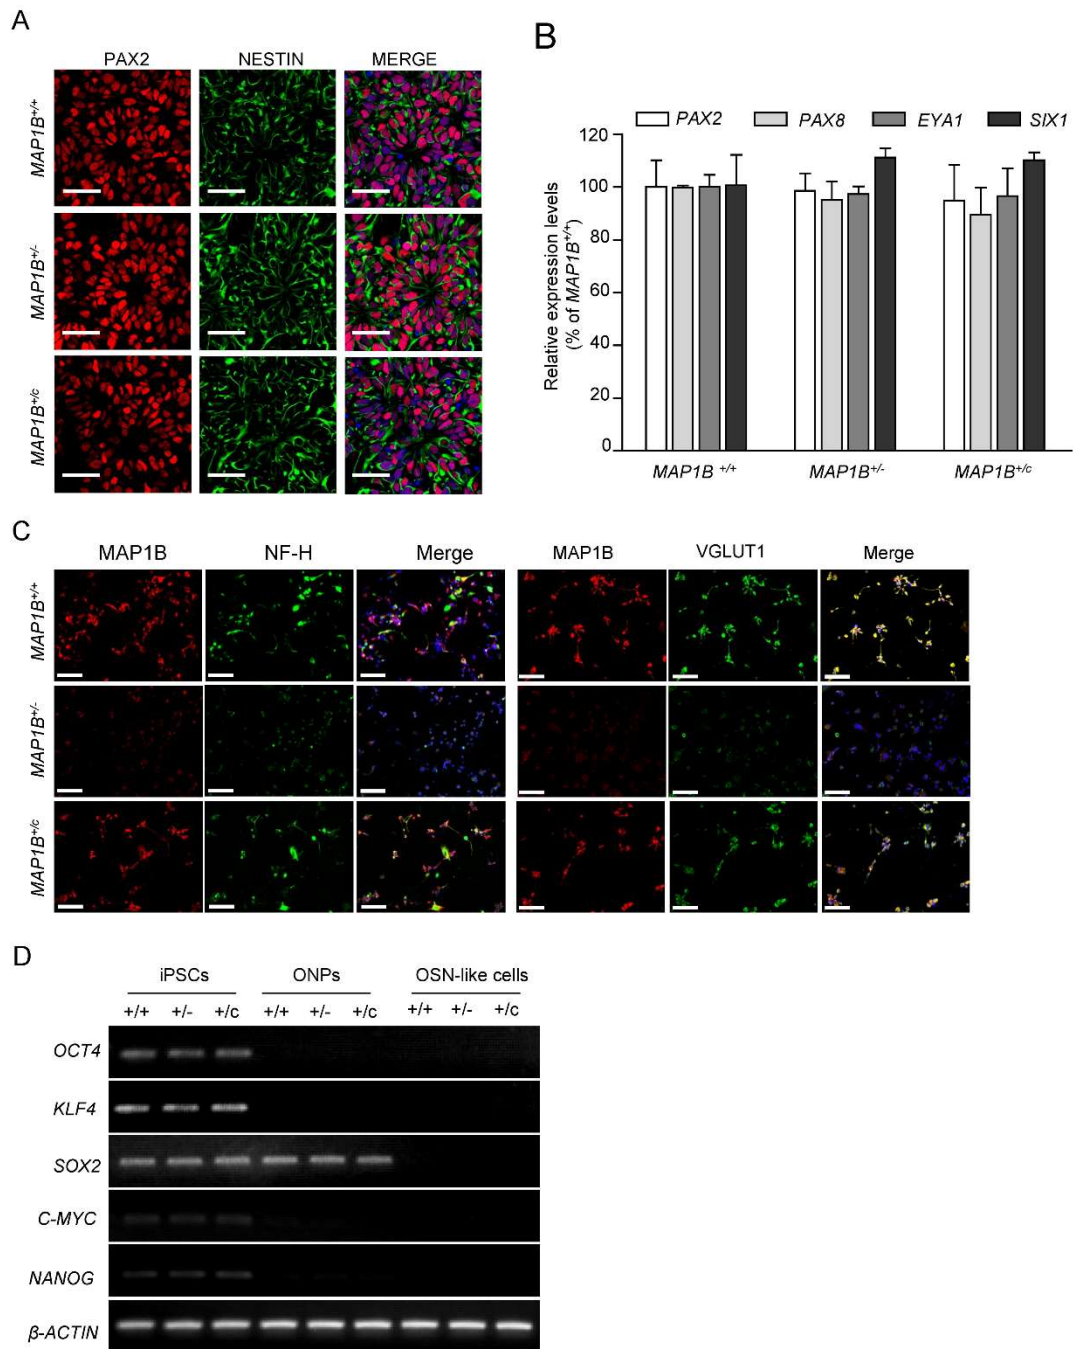 A
PAX2 NESTIN MERGE
MAP1B+/+
MAP1B+/-
MAP1B+/c
B
PAX2 PAX8 EYA1 SIX1
Relative expression levels
(% of MAP1B+/+)
120
100
80
60
40
20
0
MAP1B +/+ MAP1B+/- MAP1B+/c
C
MAP1B NF-H Merge MAP1B VGLUT1 Merge
MAP1B+/+
MAP1B+/-
MAP1B+/c
D
iPSCs ONPs OSN-like cells
+/+ +/- +/c +/+ +/- +/c +/+ +/- +/c
OCT4
KLF4
SOX2
C-MYC
NANOG
β-ACTIN